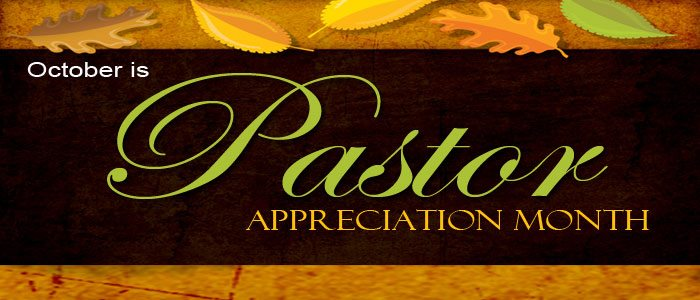 October is
Pastor
APPRECIATION MONTH